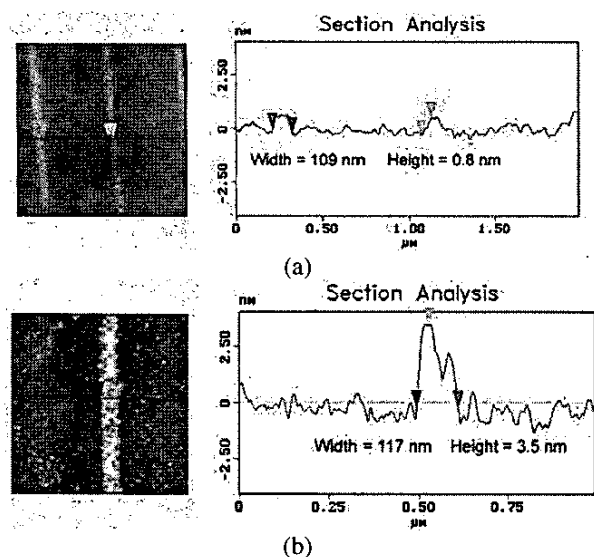 Section Analysis
nM
2.50
0
-2.50
Width = 109 nm Height = 0.8 nm
0 0.50 1.00 1.50
μM
(a)
Section Analysis
nM
2.50
0
-2.50
Width = 117 nm Height = 3.5 nm
0 0.25 0.50 0.75
μM
(b)